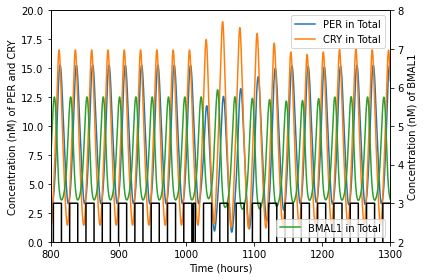 20.0
17.5
15.0
12.5
10.0
7.5
5.0
2.5
0.0
Concentration (nM) of PER and CRY
PER in Total
CRY in Total
BMAL1 in Total
8
7
6
5
4
3
2
Concentration (nM) of BMAL1
800 900 1000 1100 1200 1300
Time (hours)